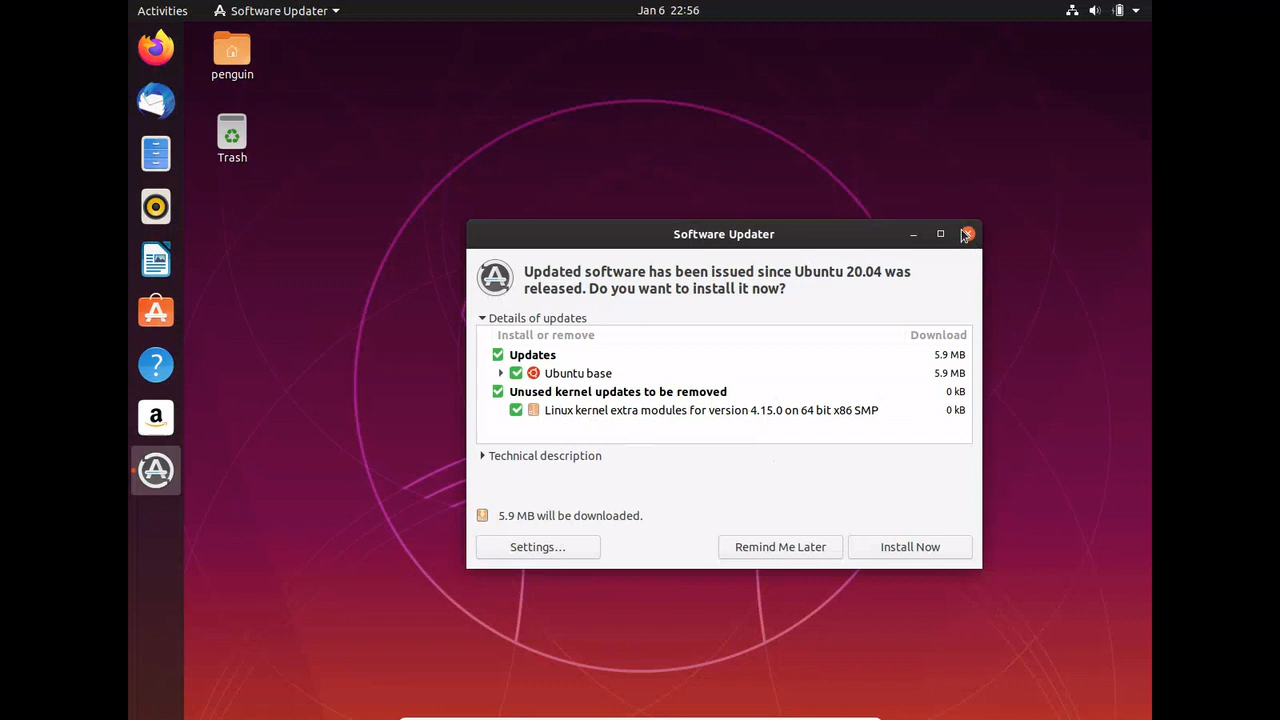 Activities
Software Updater
Jan 6 22:56
penguin
Trash
Software Updater
Updated software has been issued since Ubuntu 20.04 was
released. Do you want to install it now?
Details of updates
Install or remove Download
Updates 5.9 MB
Ubuntu base 5.9 MB
Unused kernel updates to be removed 0 kB
Linux kernel extra modules for version 4.15.0 on 64 bit x86 SMP 0 kB
Technical description
5.9 MB will be downloaded.
Settings… Remind Me Later Install Now
?
a